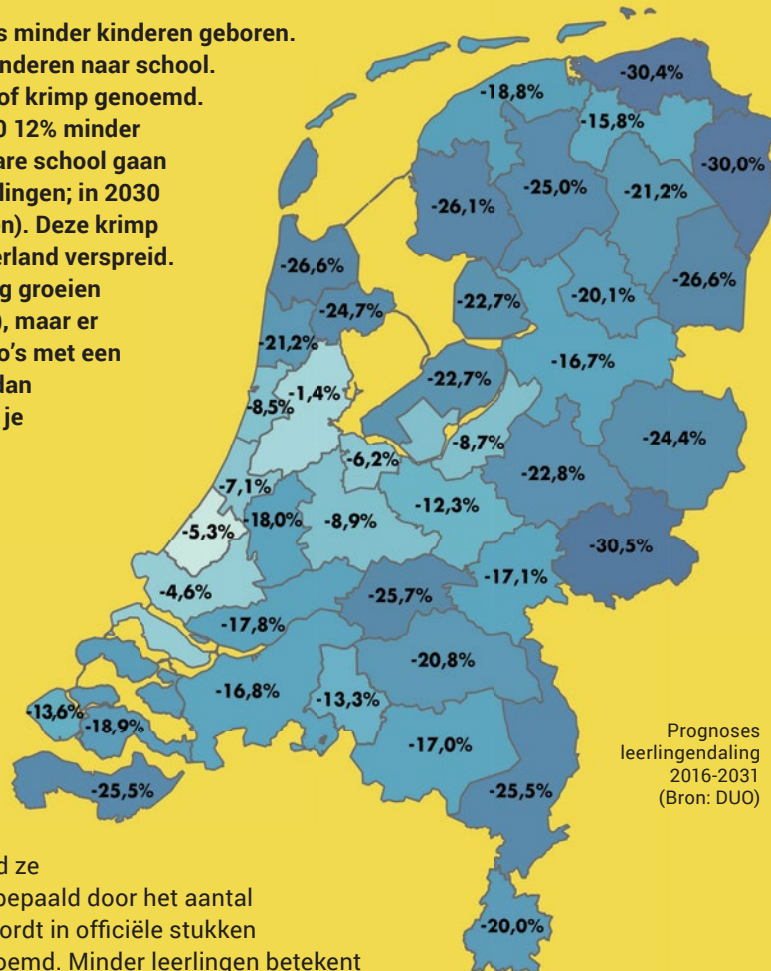 s minder kinderen geboren.
nderen naar school.
of krimp genoemd.
0 12% minder
are school gaan
lingen; in 2030
en). Deze krimp
erland verspreid.
g groeien
), maar er
o's met een
dan
je
-30,4%
-18,8%
-15,8%
-30,0%
-25,0%
-21,2%
-26,1%
-26,6%
-26,6%
-20,1%
-22,7%
-24,7%
-21,2%
-16,7%
-22,7%
-1,4%
-8,5%
-24,4%
-8,7%
-6,2%
-22,8%
-7,1%
-12,3%
-18,0%
-8,9%
-5,3%
-30,5%
-17,1%
-4,6%
-25,7%
-17,8%
-20,8%
-16,8%
-13,3%
-13,6%
-18,9%
-17,0%
-25,5%
-25,5%
-20,0%
Prognoses
leerlingendaling
2016-2031
(Bron: DUO)
d ze
bepaald door het aantal
ordt in officiële stukken
oemd. Minder leerlingen betekent